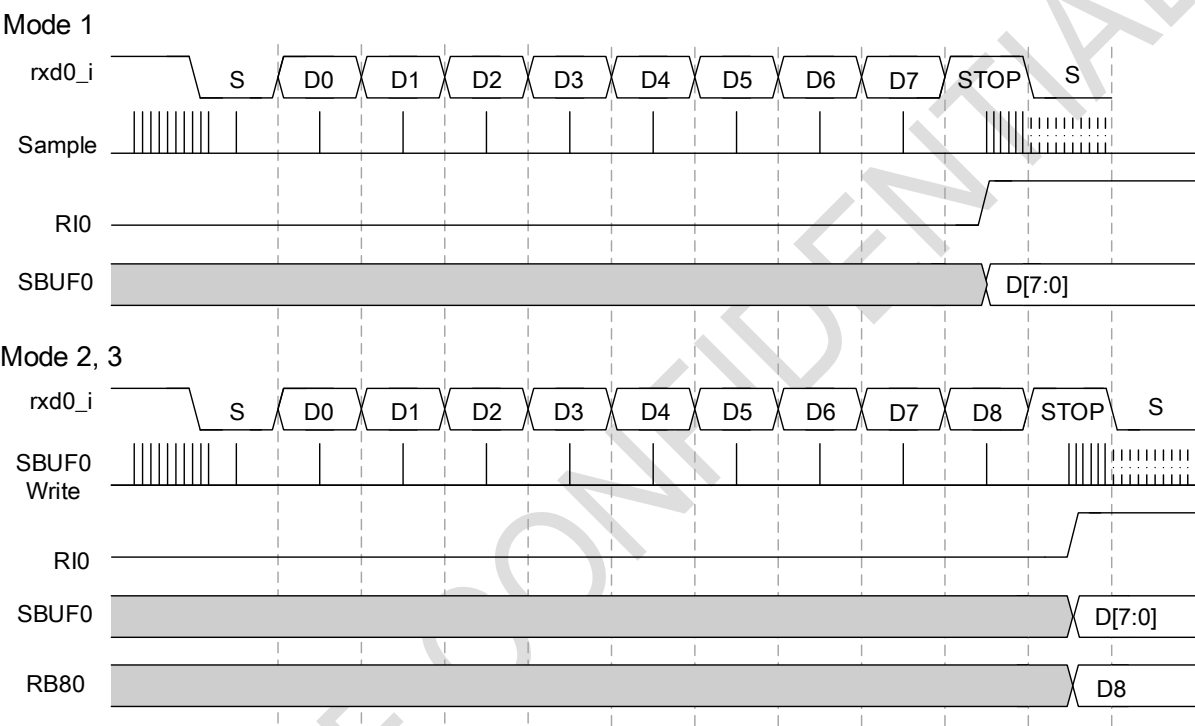 Mode 1
rxd0_i S D0 D1 D2 D3 D4 D5 D6 D7 STOP S
Sample
RI0
SBUF0 D[7:0]
Mode 2, 3
rxd0_i S D0 D1 D2 D3 D4 D5 D6 D7 D8 STOP S
SBUF0
Write
RI0
SBUF0 D[7:0]
RB80 D8
CONFIDENTIAL